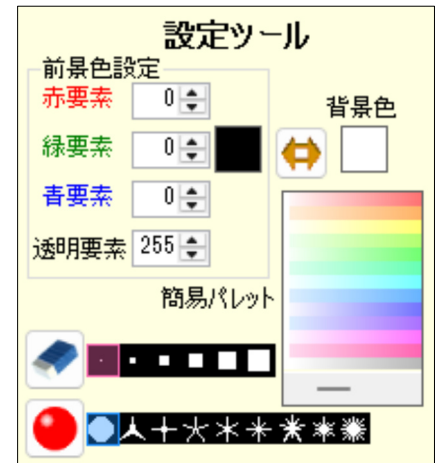 設定ツール
前景色設定
赤要素 0
背景色
緑要素 0
青要素 0
透明要素 255
簡易パレット